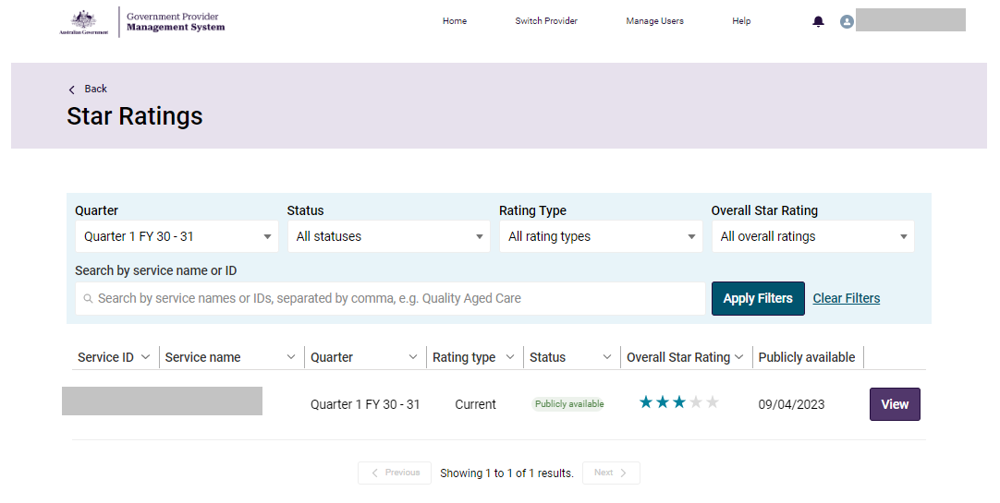 Australian Government
Government Provider
Management System
Home
Switch Provider
Manage Users
Help
Back
Star Ratings
Quarter
Status
Rating Type
Overall Star Rating
Quarter 1 FY 30 - 31
All statuses
All rating types
All overall ratings
Search by service name or ID
Search by service names or IDs, separated by comma, e.g. Quality Aged Care
Apply Filters
Clear Filters
Service ID
Service name
Quarter
Rating type
Status
Overall Star Rating
Publicly available
Quarter 1 FY 30 - 31
Current
Publicly available
09/04/2023
View
Previous
Showing 1 to 1 of 1 results.
Next